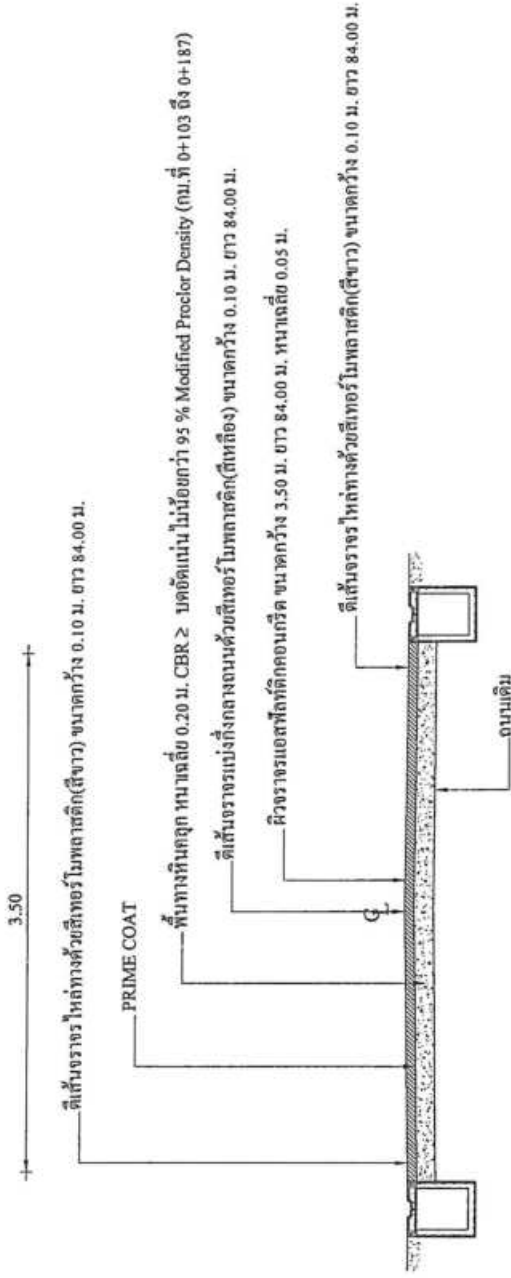 3.50
ตีเส้นจราจรไหล่ทางด้วยสีเทอร์โมพลาสติก(สีขาว) ขนาดกว้าง 0.10 ม. ยาว 84.00 ม.
PRIME COAT
พื้นทางหินคลุก หนาเฉลี่ย 0.20 ม. CBR ≥ บดอัดแน่นไม่น้อยกว่า 95 % Modified Proctor Density (กม.ที่ 0+103 ถึง 0+187)
ตีเส้นจราจรแบ่งกึ่งกลางถนนด้วยสีเทอร์โมพลาสติก(สีเหลือง) ขนาดกว้าง 0.10 ม. ยาว 84.00 ม.
ผิวจราจรแอสฟัลท์ติกคอนกรีต ขนาดกว้าง 3.50 ม. ยาว 84.00 ม. หนาเฉลี่ย 0.05 ม.
ตีเส้นจราจรไหล่ทางด้วยสีเทอร์โมพลาสติก(สีขาว) ขนาดกว้าง 0.10 ม. ยาว 84.00 ม.
CL
ถนนเดิม